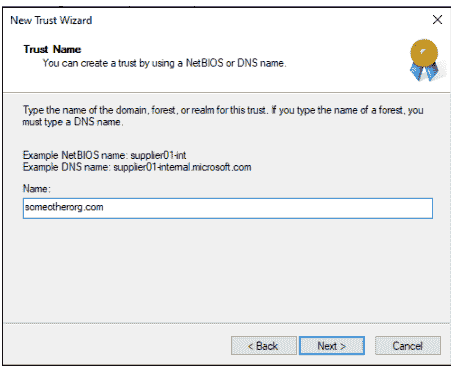 New Trust Wizard
Trust Name
You can create a trust by using a NetBIOS or DNS name.
Type the name of the domain, forest, or realm for this trust. If you type the name of a forest, you
must type a DNS name.
Example NetBIOS name: supplier01-int
Example DNS name: supplier01-internal.microsoft.com
Name:
someotherorg.com
< Back
Next >
Cancel